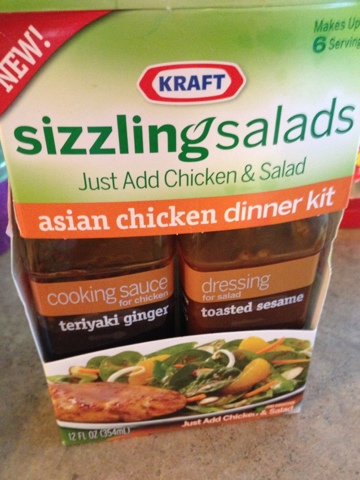 NEW!
Makes Up
6 Serving
KRAFT
sizzlingsalads
Just Add Chicken & Salad
asian chicken dinner kit
cooking sauce
for chicken
teriyaki ginger
dressing
for salad
toasted sesame
Just Add Chicken & Salad
12 FL OZ (354mL)